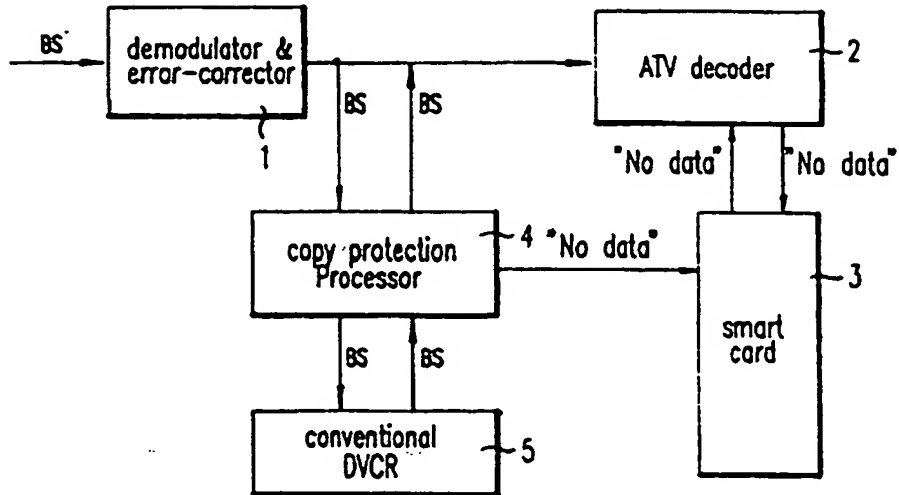 BS
demodulator &
error-corrector
1
BS
BS
ATV decoder
2
"No data"
"No data"
copy protection
Processor
4
"No data"
smart
card
3
BS
BS
conventional
DVCR
5